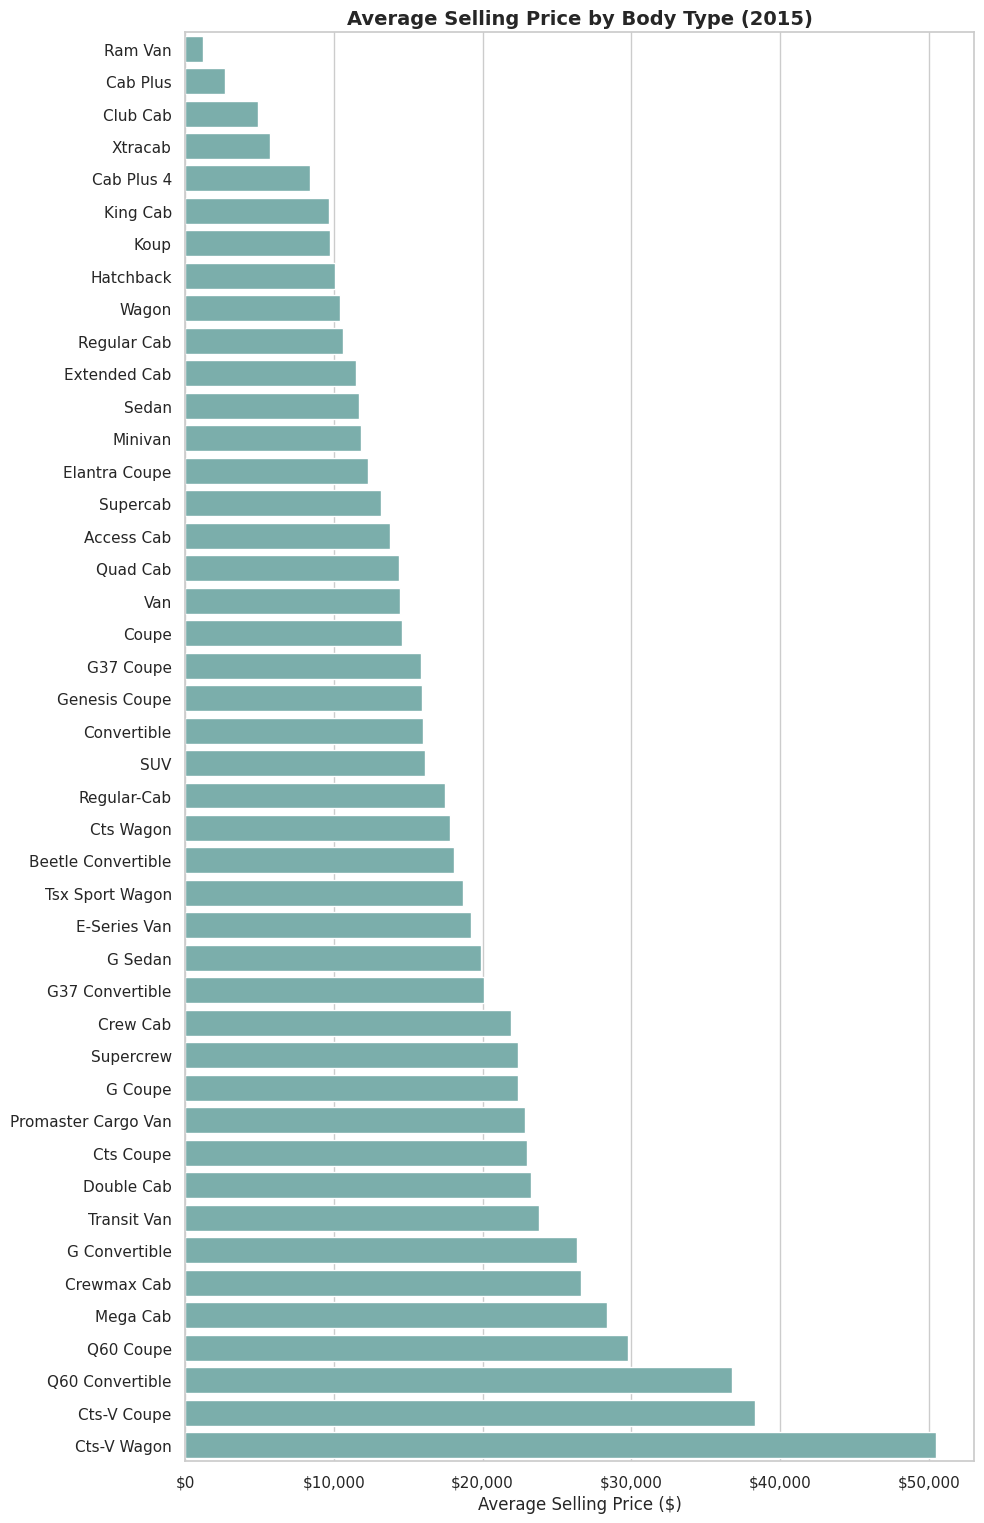 Average Selling Price by Body Type (2015)
Ram Van
Cab Plus
Club Cab
Xtracab
Cab Plus 4
King Cab
Koup
Hatchback
Wagon
Regular Cab
Extended Cab
Sedan
Minivan
Elantra Coupe
Supercab
Access Cab
Quad Cab
Van
Coupe
G37 Coupe
Genesis Coupe
Convertible
SUV
Regular-Cab
Cts Wagon
Beetle Convertible
Tsx Sport Wagon
E-Series Van
G Sedan
G37 Convertible
Crew Cab
Supercrew
G Coupe
Promaster Cargo Van
Cts Coupe
Double Cab
Transit Van
G Convertible
Crewmax Cab
Mega Cab
Q60 Coupe
Q60 Convertible
Cts-V Coupe
Cts-V Wagon
$0 $10,000 $20,000 $30,000 $40,000 $50,000
Average Selling Price ($)